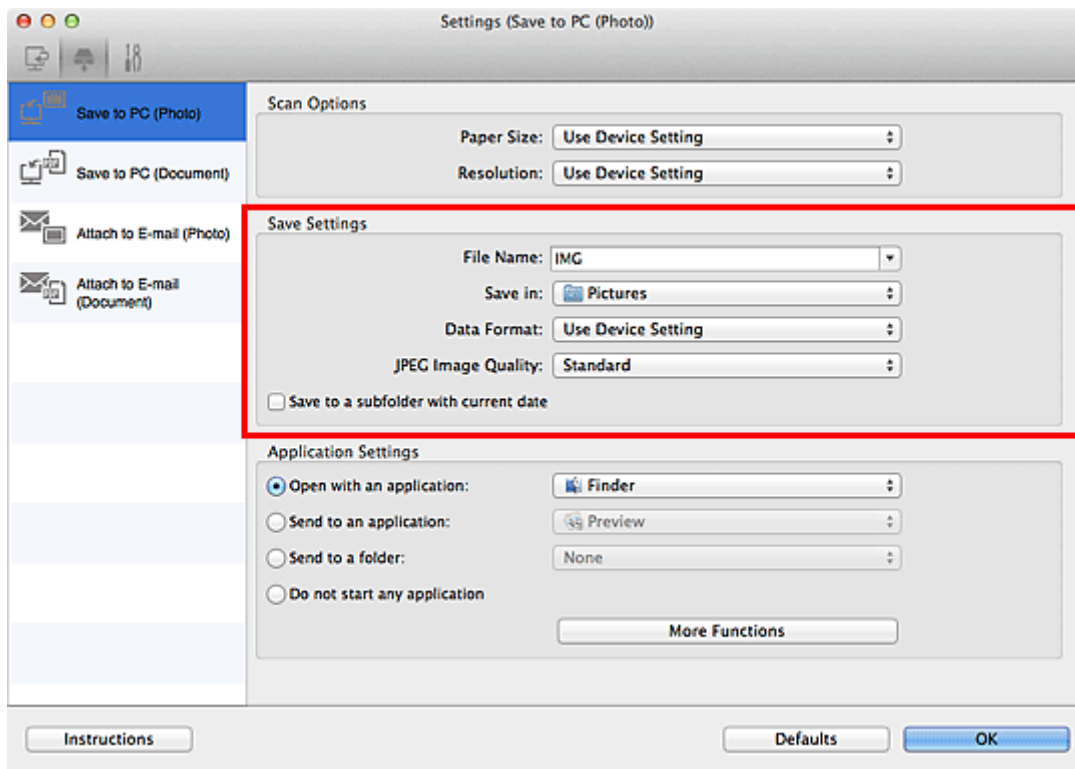 Settings (Save to PC (Photo))
Save to PC (Photo)
Save to PC (Document)
Attach to E-mail (Photo)
Attach to E-mail
(Document)
Scan Options
Paper Size: Use Device Setting
Resolution: Use Device Setting
Save Settings
File Name: IMG
Save in: Pictures
Data Format: Use Device Setting
JPEG Image Quality: Standard
Save to a subfolder with current date
Application Settings
Open with an application: Finder
Send to an application: Preview
Send to a folder: None
Do not start any application
More Functions
Instructions
Defaults
OK